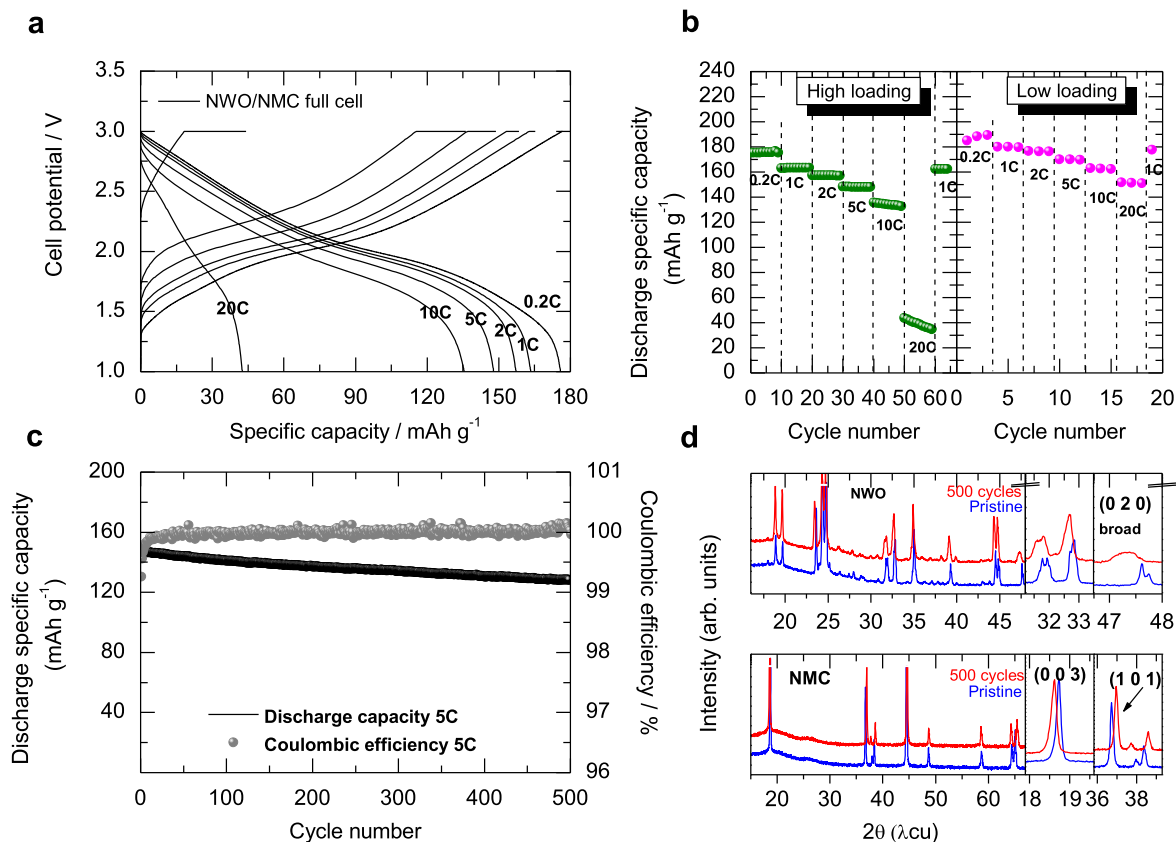 a
3.5
3.0
2.5
2.0
1.5
1.0
Cell potential / V
NWO/NMC full cell
20C
10C
5C
2C
1C
0.2C
0
30
60
90
120
150
180
Specific capacity / mAh g⁻¹
b
240
220
200
180
160
140
120
100
80
60
40
20
0
Discharge specific capacity
(mAh g⁻¹)
High loading
0.2C
1C
2C
5C
10C
20C
1C
0 10 20 30 40 50 60
Cycle number
Low loading
0.2C
1C
2C
5C
10C
20C
1C
0 5 10 15 20
Cycle number
c
200
160
120
80
40
Discharge specific capacity
(mAh g⁻¹)
101
100
99
98
97
96
Coulombic efficiency / %
Discharge capacity 5C
Coulombic efficiency 5C
0
100
200
300
400
500
Cycle number
d
Intensity (arb. units)
NWO
500 cycles
Pristine
(0 2 0)
broad
20 25 30 35 40 45 32 33 47 48
NMC
500 cycles
Pristine
(0 0 3)
(1 0 1)
20 30 40 50 60 18 19 36 38
2θ (λcu)